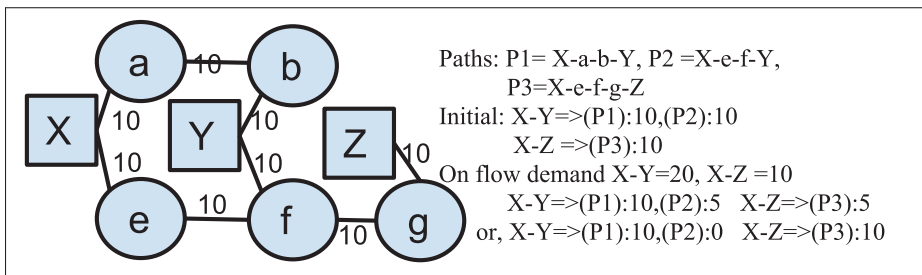 a
b
10
X
10
Y
10
Z
10
10
10
e
10
f
10
g
Paths: P1= X-a-b-Y, P2 =X-e-f-Y,
P3=X-e-f-g-Z
Initial: X-Y=>(P1):10,(P2):10
X-Z =>(P3):10
On flow demand X-Y=20, X-Z =10
X-Y=>(P1):10,(P2):5 X-Z=>(P3):5
or, X-Y=>(P1):10,(P2):0 X-Z=>(P3):10